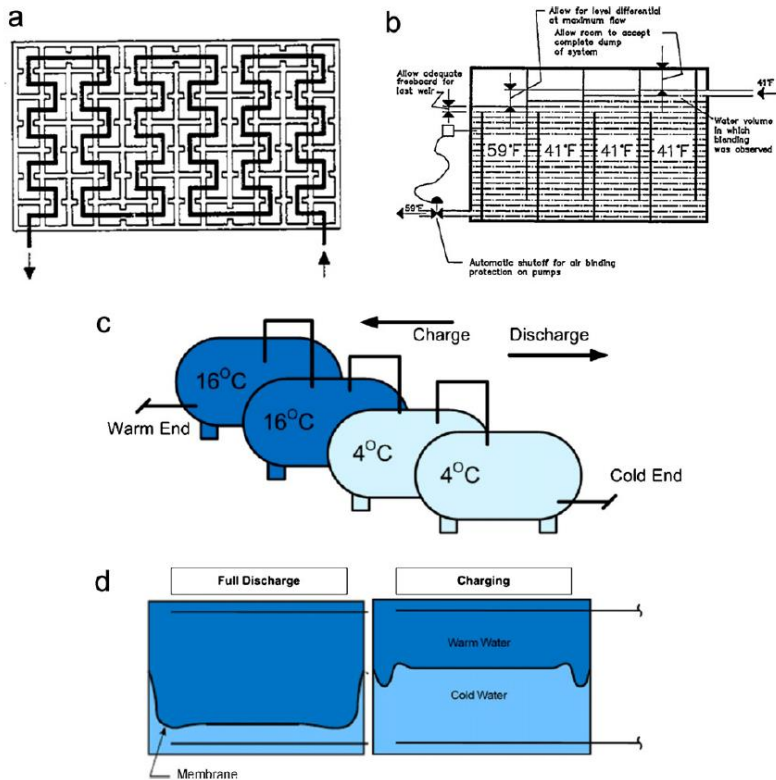 a
b
Allow for level differential
at maximum flow
Allow room to accept
complete dump
of system
Allow adequate
freeboard for
last weir
41°F
Water volume
in which
blending
was observed
59°F
41°F
41°F
41°F
59°F
Automatic shutoff for air binding
protection on pumps
c
Charge
Discharge
16°C
16°C
4°C
4°C
Warm End
Cold End
d
Full Discharge
Charging
Warm Water
Cold Water
Membrane